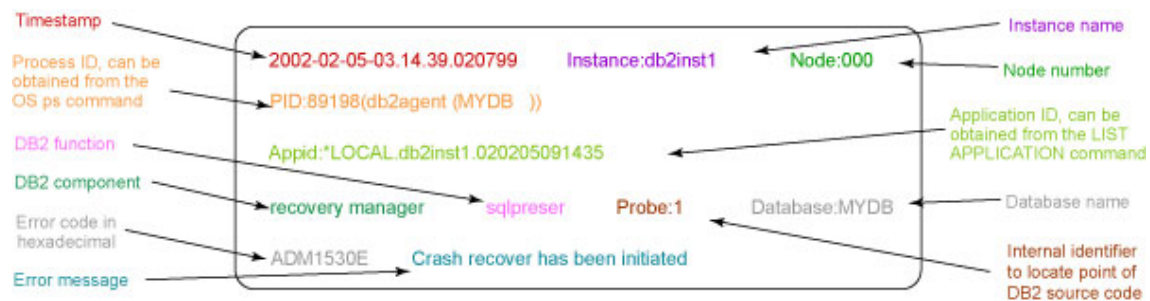 Timestamp
Instance name
2002-02-05-03.14.39.020799 Instance:db2inst1 Node:000
Process ID, can be
obtained from the
OS ps command
Node number
PID:89198(db2agent (MYDB ))
Application ID, can be
obtained from the LIST
APPLICATION command
DB2 function
Appid:*LOCAL.db2inst1.020205091435
DB2 component
recovery manager sqlpreser Probe:1 Database:MYDB
Database name
Error code in
hexadecimal
ADM1530E Crash recover has been initiated
Internal identifier
to locate point of
DB2 source code
Error message